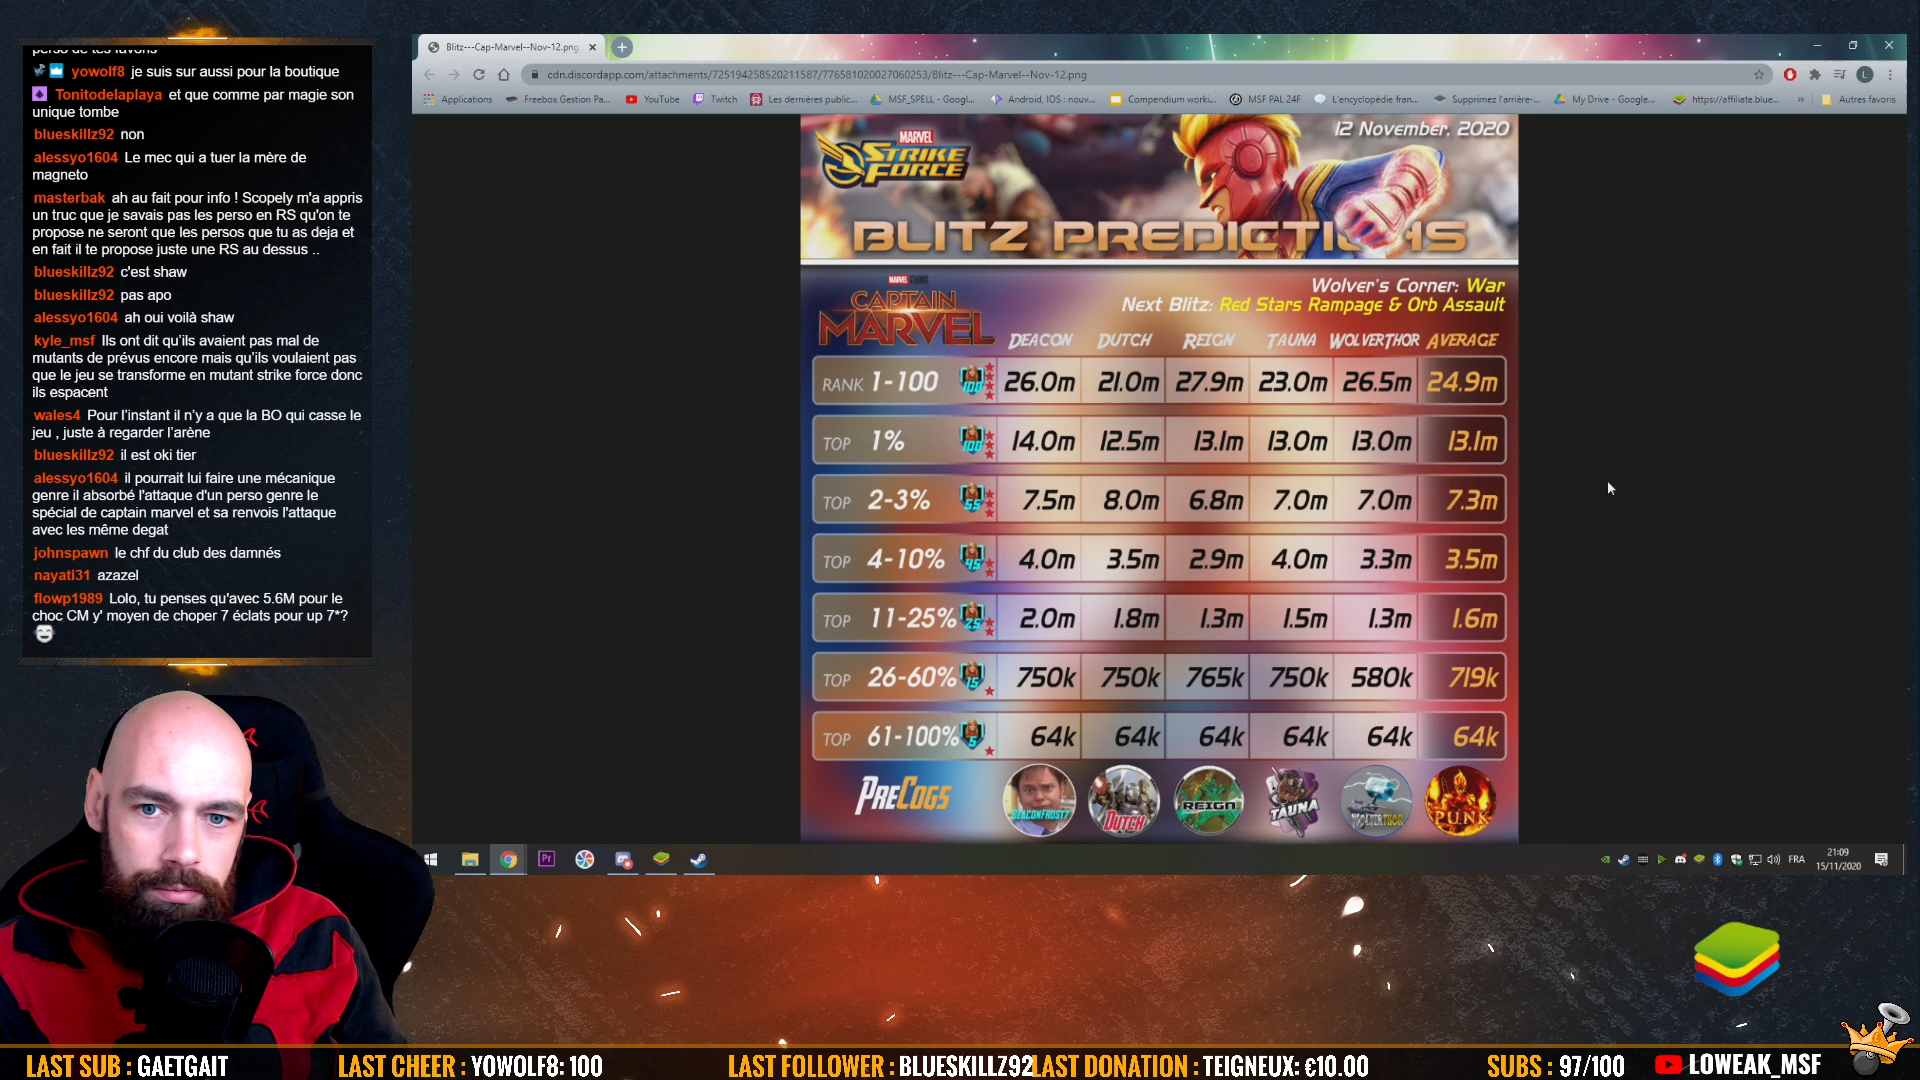 perso de tes favoris
yowolf8 je suis sur aussi pour la boutique
Tonitodelaplaya et que comme par magie son
unique tombe
blueskillz92 non
alessyo1604 Le mec qui a tuer la mère de
magneto
masterbak ah au fait pour info ! Scopely m'a appris
un truc que je savais pas les perso en RS qu'on te
propose ne seront que les persos que tu as deja et
en fait il te propose juste une RS au dessus ..
blueskillz92 c'est shaw
blueskillz92 pas apo
alessyo1604 ah oui voilà shaw
kyle_msf Ils ont dit qu'ils avaient pas mal de
mutants de prévus encore mais qu'ils voulaient pas
que le jeu se transforme en mutant strike force donc
ils espacent
wales4 Pour l'instant il n'y a que la BO qui casse le
jeu , juste à regarder l'arène
blueskillz92 il est oki tier
alessyo1604 il pourrait lui faire une mécanique
genre il absorbé l'attaque d'un perso genre le
spécial de captain marvel et sa renvois l'attaque
avec les même degat
johnspawn le chf du club des damnés
nayati31 azazel
flowp1989 Lolo, tu penses qu'avec 5.6M pour le
choc CM y' moyen de choper 7 éclats pour up 7*?
Blitz---Cap-Marvel--Nov-12.png
cdn.discordapp.com/attachments/725194258520211587/776581020027060253/Blitz---Cap-Marvel--Nov-12.png
Applications Freebox Gestion Pa... YouTube Twitch Les dernières public... MSF_SPELL - Googl... Android, IOS : nouv... Compendium worki... MSF PAL 24F L'encyclopédie fran... Supprimez l'arrière-... My Drive - Google... https://affiliate.blue... » Autres favoris
12 November, 2020
MARVEL
STRIKE
FORCE
BLITZ PREDICTIONS
MARVEL STUDIOS
CAPTAIN
MARVEL
Wolver's Corner: War
Next Blitz: Red Stars Rampage & Orb Assault
DEACON DUTCH REIGN TAUNA WOLVERTHOR AVERAGE
RANK 1-100 100 26.0m 21.0m 27.9m 23.0m 26.5m 24.9m
TOP 1% 100 14.0m 12.5m 13.1m 13.0m 13.0m 13.1m
TOP 2-3% 55 7.5m 8.0m 6.8m 7.0m 7.0m 7.3m
TOP 4-10% 45 4.0m 3.5m 2.9m 4.0m 3.3m 3.5m
TOP 11-25% 25 2.0m 1.8m 1.3m 1.5m 1.3m 1.6m
TOP 26-60% 15 750k 750k 765k 750k 580k 719k
TOP 61-100% 5 64k 64k 64k 64k 64k 64k
PRECOGS DEACONFROST7 DUTCH REIGN TAUNA WOLVERTHOR PUNK
Pr
FRA
21:09
15/11/2020
LAST SUB : GAETGAIT LAST CHEER : YOWOLF8: 100 LAST FOLLOWER : BLUESKILLZ92 LAST DONATION : TEIGNEUX: €10.00 SUBS : 97/100 LOWEAK_MSF